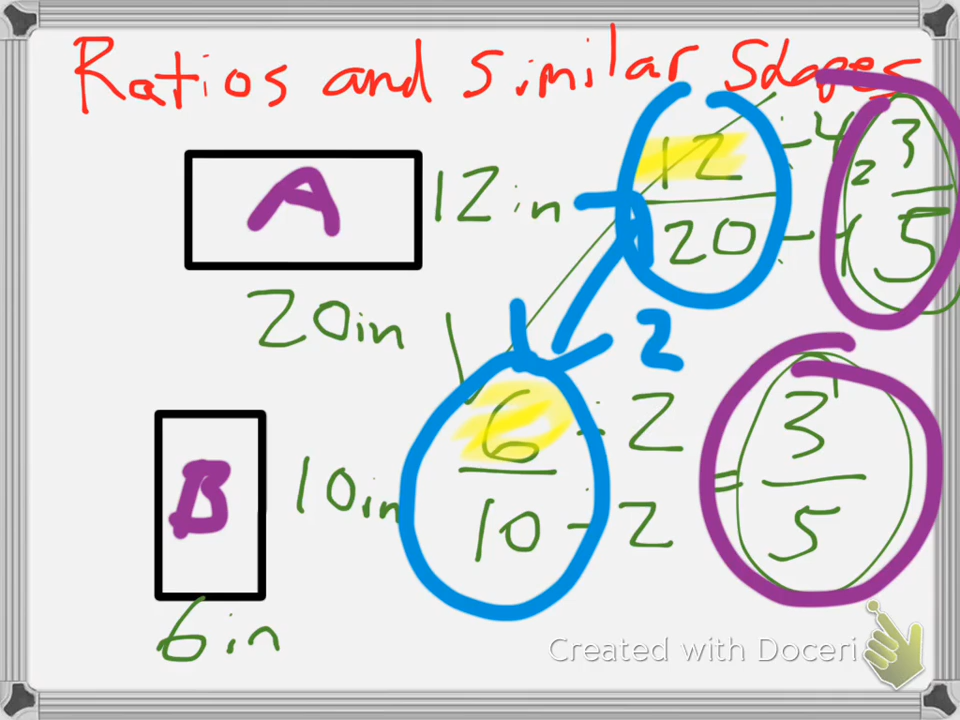 Ratios and similar Shapes
A
12 in
20in
12 ÷ 4 3
20 ÷ 4 5
2
B
10in
6in
6 ÷ 2 = 3
10 ÷ 2 5
Created with Doceri